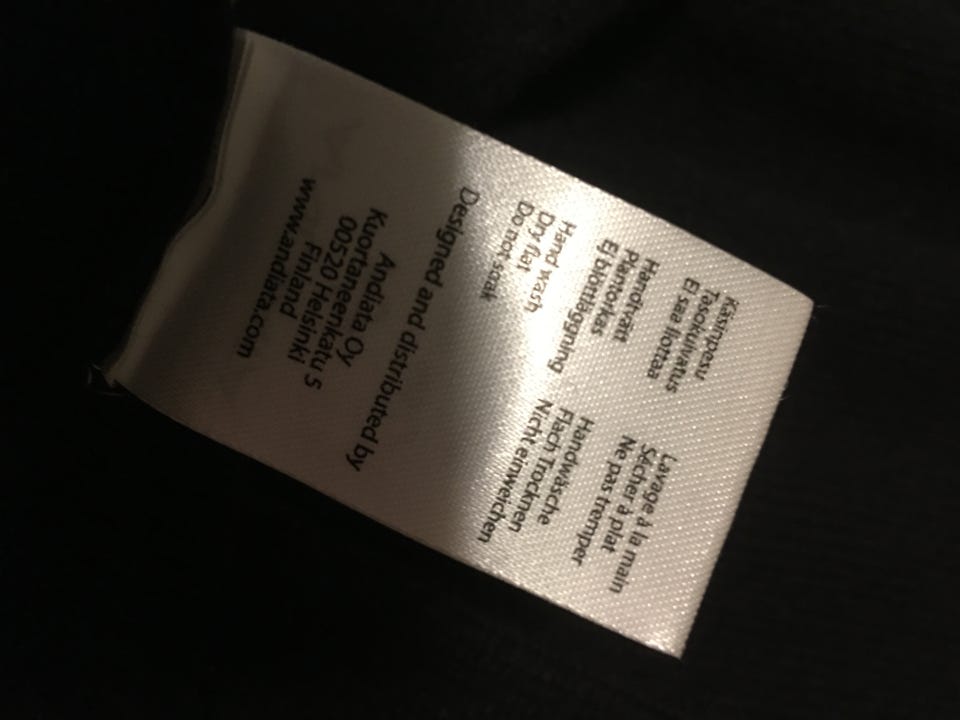 Käsinpesu
Tasokuivatus
Ei saa liottaa
Handtvätt
Plantorkas
Ej blötläggning
Hand wash
Dry flat
Do not soak
Lavage à la main
Sécher à plat
Ne pas tremper
Handwäsche
Flach Trocknen
Nicht einweichen
Designed and distributed by
Andiata Oy
Kuortaneenkatu 5
00520 Helsinki
Finland
www.andiata.com